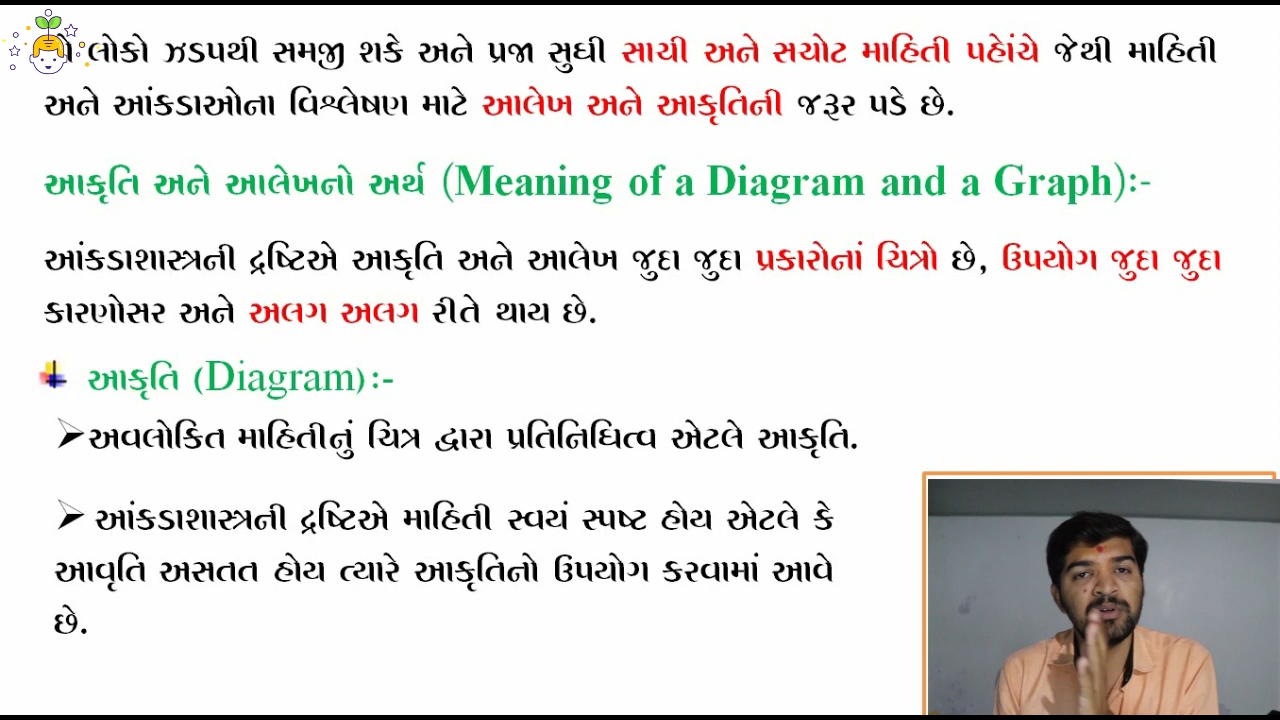 લોકો ઝડપથી સમજી શકે અને પ્રજા સુધી સાચી અને સચોટ માહિતી પહોંચે જેથી માહિતી
અને આંકડાઓના વિશ્લેષણ માટે આલેખ અને આકૃતિની જરૂર પડે છે.
આકૃતિ અને આલેખનો અર્થ (Meaning of a Diagram and a Graph):-
આંકડાશાસ્ત્રની દ્રષ્ટિએ આકૃતિ અને આલેખ જુદા જુદા પ્રકારોનાં ચિત્રો છે, ઉપયોગ જુદા જુદા
કારણોસર અને અલગ અલગ રીતે થાય છે.
આકૃતિ (Diagram):-
➢અવલોકિત માહિતીનું ચિત્ર દ્વારા પ્રતિનિધિત્વ એટલે આકૃતિ.
➢ આંકડાશાસ્ત્રની દ્રષ્ટિએ માહિતી સ્વયં સ્પષ્ટ હોય એટલે કે
આવૃતિ અસતત હોય ત્યારે આકૃતિનો ઉપયોગ કરવામાં આવે
છે.